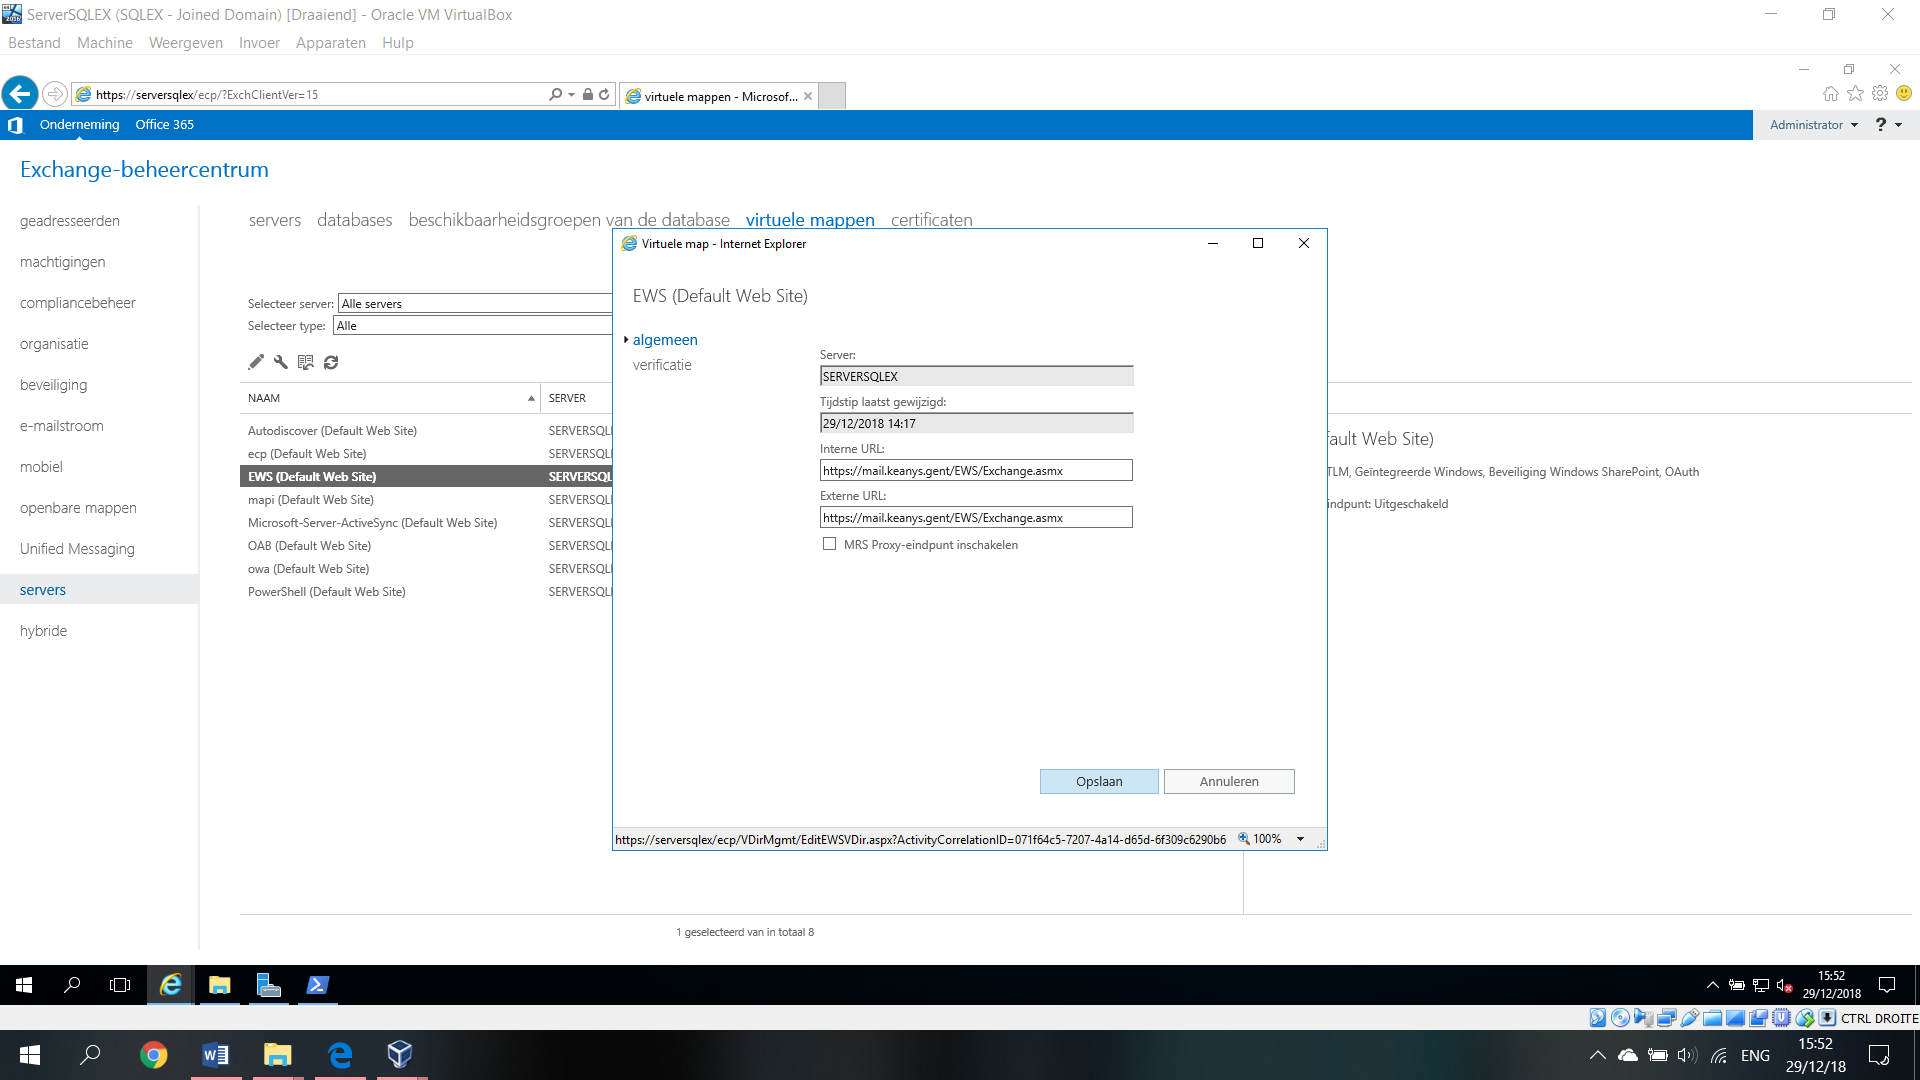 ServerSQLEX (SQLEX - Joined Domain) [Draaiend] - Oracle VM VirtualBox
Bestand Machine Weergeven Invoer Apparaten Hulp
https://serversqlex/ecp/?ExchClientVer=15
virtuele mappen - Microsof...
Onderneming Office 365
Administrator ?
Exchange-beheercentrum
geadresseerden
machtigingen
compliancebeheer
organisatie
beveiliging
e-mailstroom
mobiel
openbare mappen
Unified Messaging
servers
hybride
servers databases beschikbaarheidsgroepen van de database virtuele mappen certificaten
Selecteer server: Alle servers
Selecteer type: Alle
NAAM SERVER
Autodiscover (Default Web Site) SERVERSQLI
ecp (Default Web Site) SERVERSQLI
EWS (Default Web Site) SERVERSQL
mapi (Default Web Site) SERVERSQLI
Microsoft-Server-ActiveSync (Default Web Site) SERVERSQLI
OAB (Default Web Site) SERVERSQLI
owa (Default Web Site) SERVERSQLI
PowerShell (Default Web Site) SERVERSQLI
Virtuele map - Internet Explorer
EWS (Default Web Site)
algemeen
verificatie
Server:
SERVERSQLEX
Tijdstip laatst gewijzigd:
29/12/2018 14:17
Interne URL:
https://mail.keanys.gent/EWS/Exchange.asmx
Externe URL:
https://mail.keanys.gent/EWS/Exchange.asmx
MRS Proxy-eindpunt inschakelen
Opslaan Annuleren
https://serversqlex/ecp/VDirMgmt/EditEWSVDir.aspx?ActivityCorrelationID=071f64c5-7207-4a14-d65d-6f309c6290b6 100%
fault Web Site)
TLM, Geïntegreerde Windows, Beveiliging Windows SharePoint, OAuth
indpunt: Uitgeschakeld
1 geselecteerd van in totaal 8
15:52
29/12/2018
CTRL DROITE
ENG
15:52
29/12/18